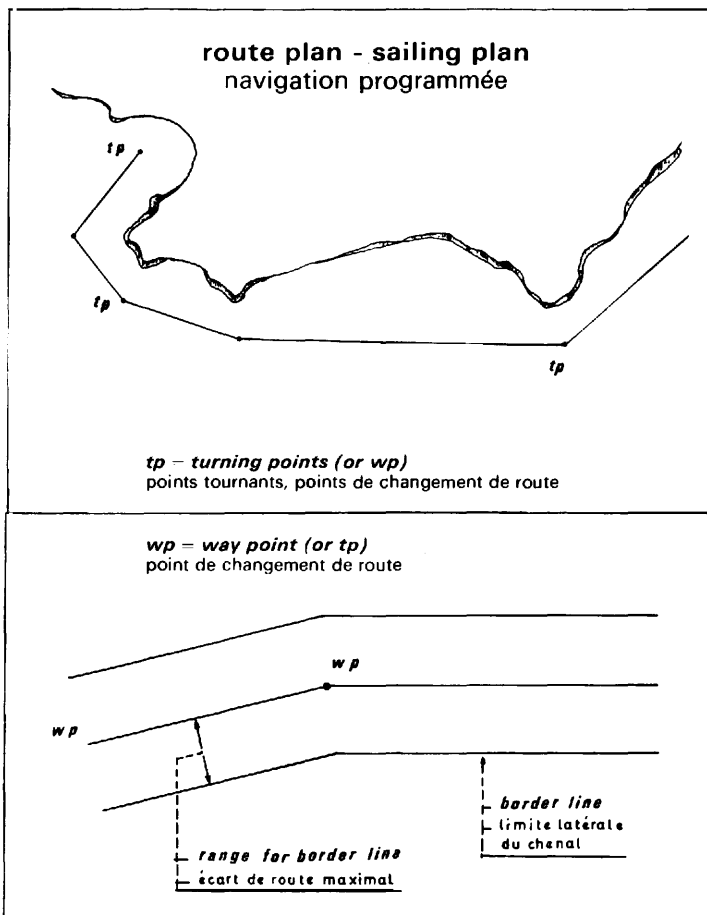 route plan - sailing plan
navigation programmée
tp
tp
tp
tp = turning points (or wp)
points tournants, points de changement de route
wp = way point (or tp)
point de changement de route
wp
wp
border line
limite latérale
du chenal
range for border line
écart de route maximal